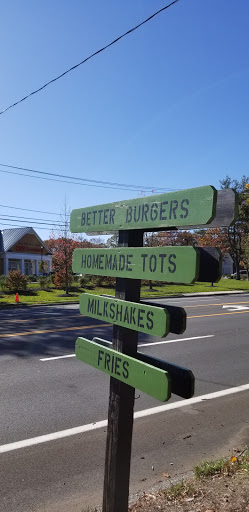 BETTER BURGERS
HOMEMADE TOTS
MILKSHAKES
FRIES